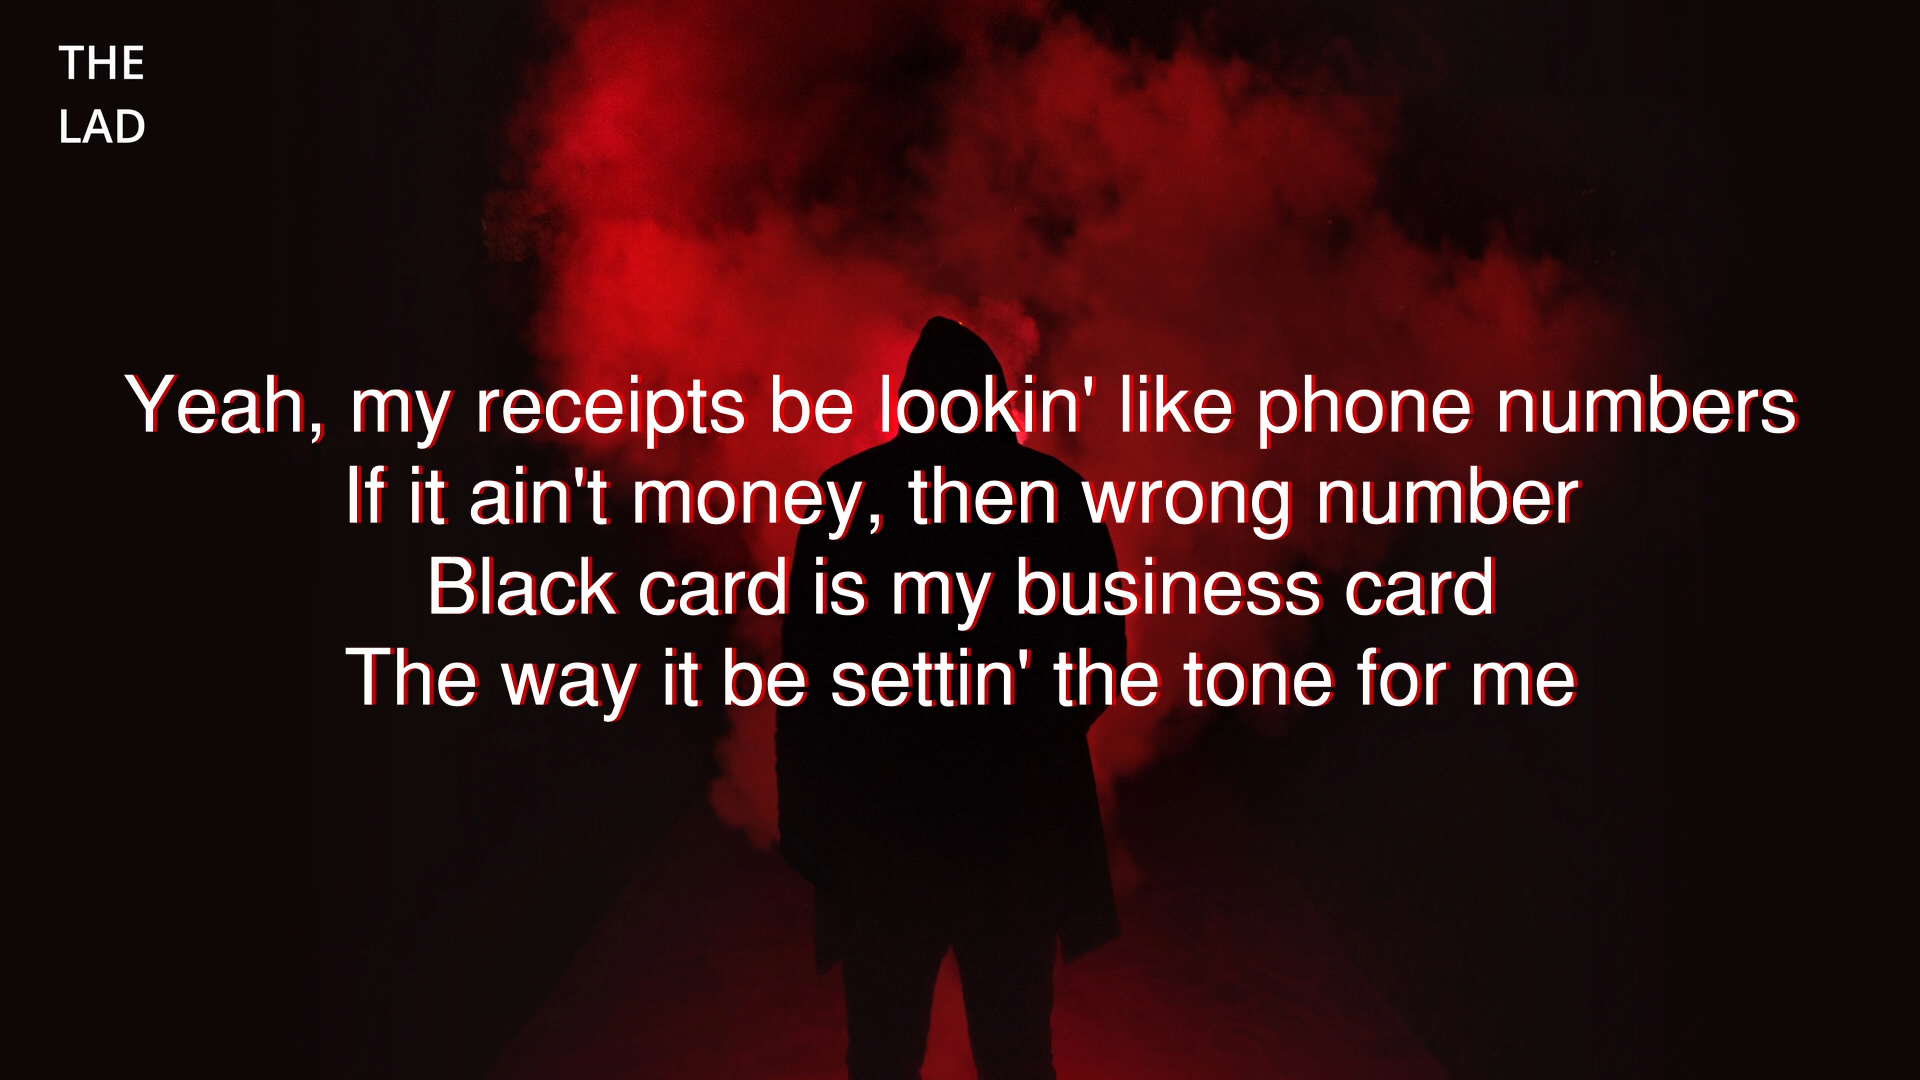 THE
LAD
Yeah, my receipts be lookin' like phone numbers
If it ain't money, then wrong number
Black card is my business card
The way it be settin' the tone for me